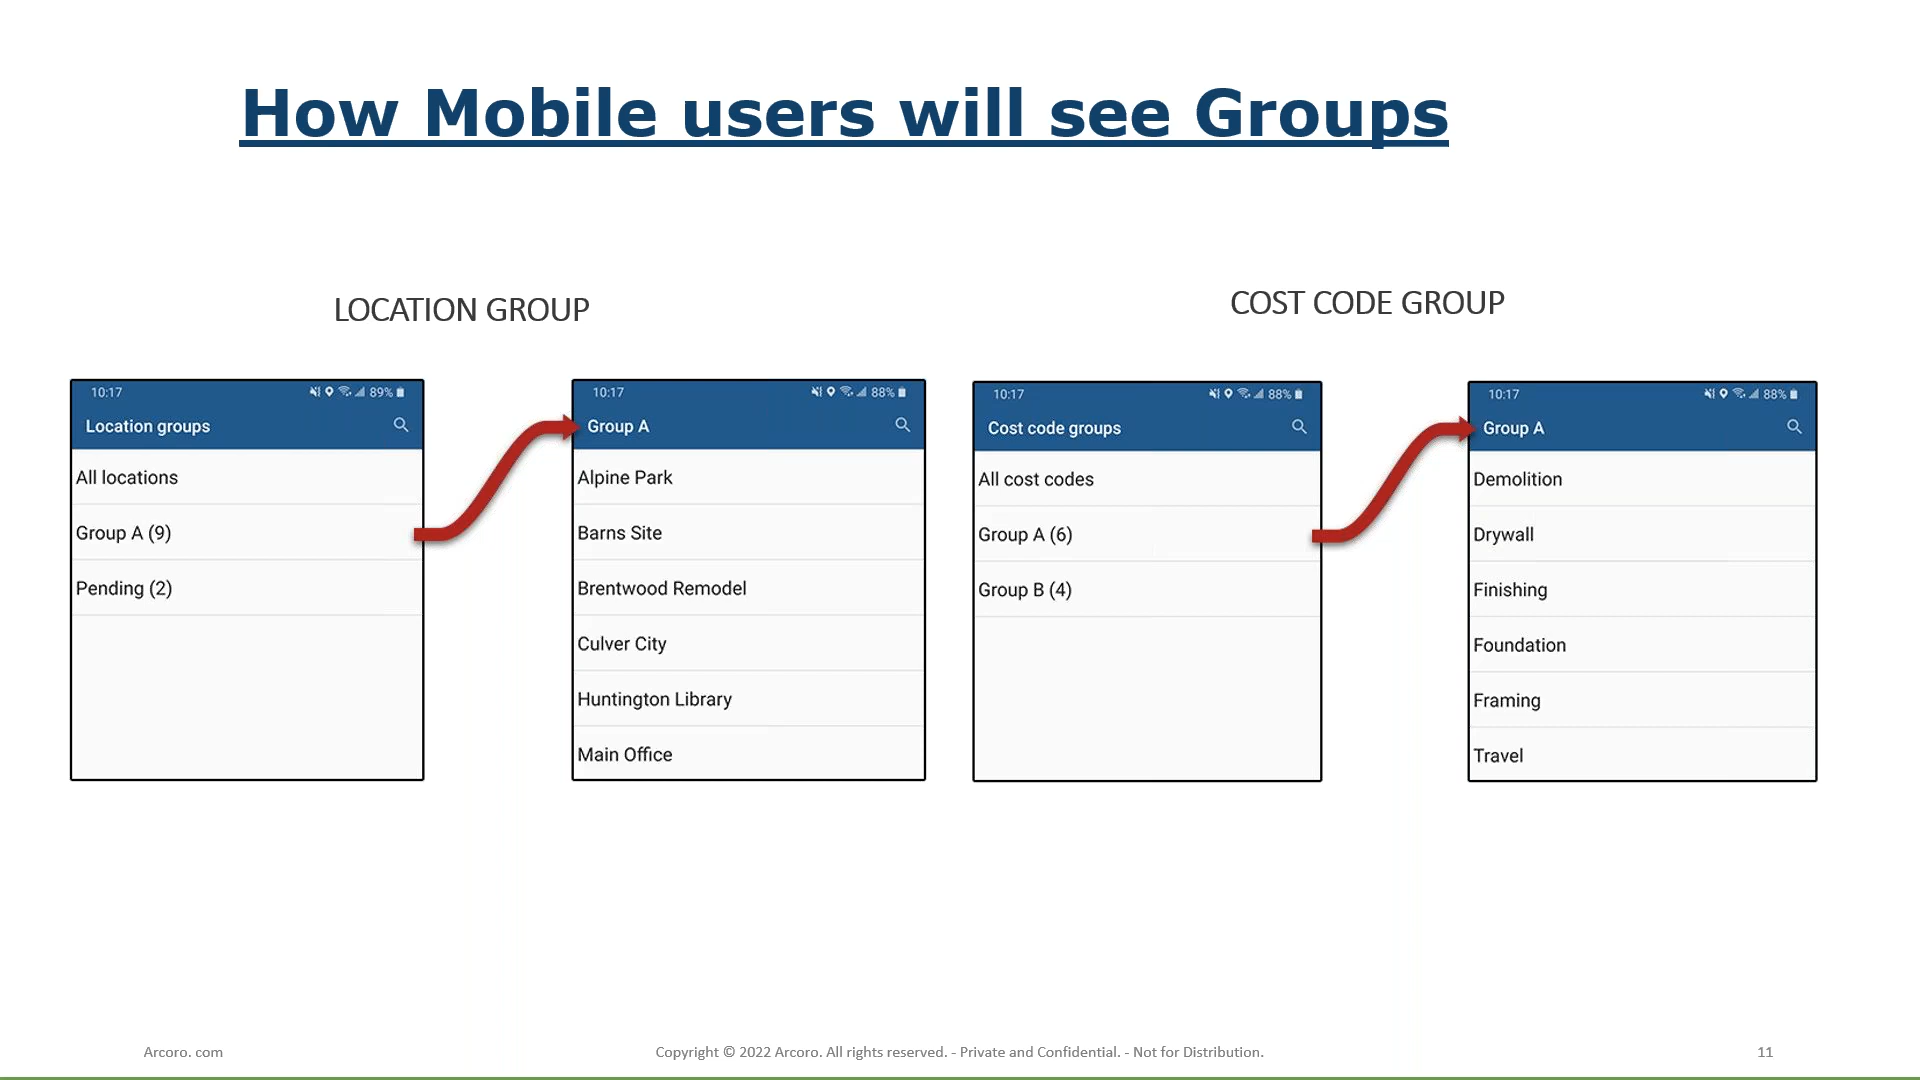 How Mobile users will see Groups
LOCATION GROUP
10:17
89%
Location groups
All locations
Group A (9)
Pending (2)
10:17
88%
Group A
Alpine Park
Barns Site
Brentwood Remodel
Culver City
Huntington Library
Main Office
COST CODE GROUP
10:17
88%
Cost code groups
All cost codes
Group A (6)
Group B (4)
10:17
88%
Group A
Demolition
Drywall
Finishing
Foundation
Framing
Travel
Arcoro. com
Copyright © 2022 Arcoro. All rights reserved. - Private and Confidential. - Not for Distribution.
11